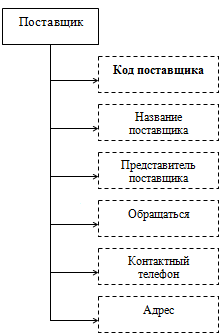 Поставщик
Код поставщика
Название
поставщика
Представитель
поставщика
Обращаться
Контактный
телефон
Адрес